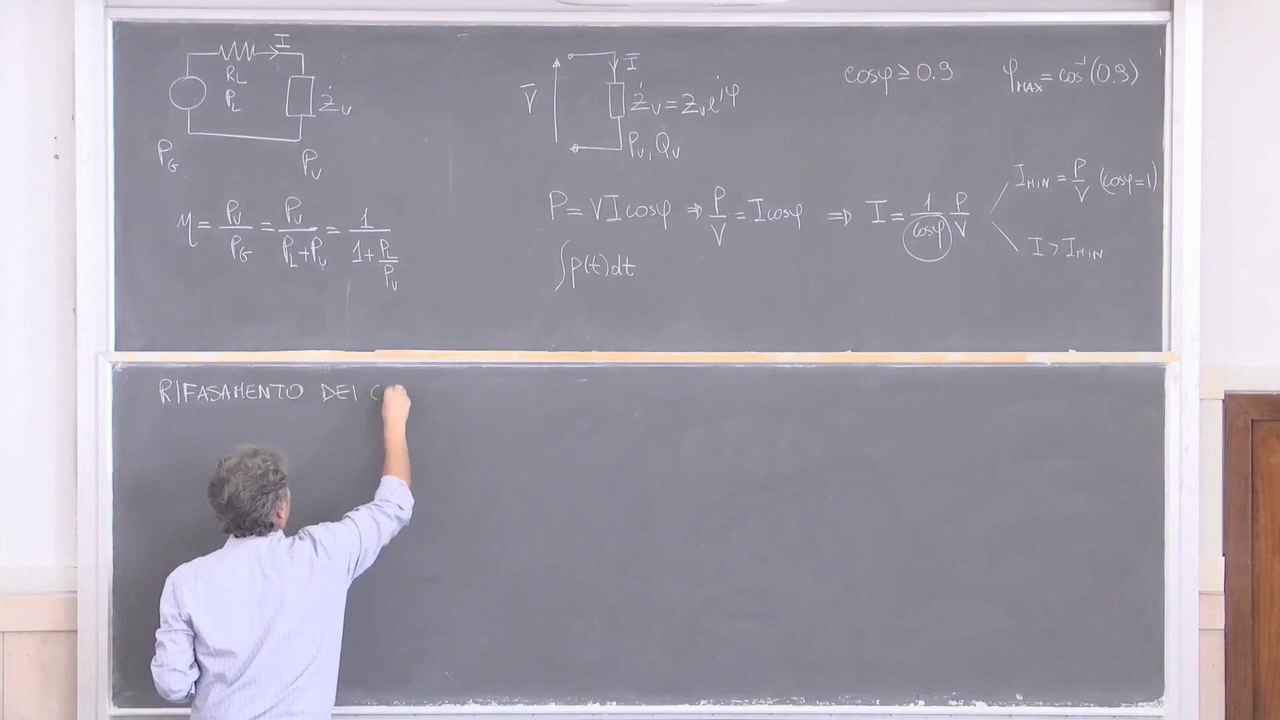 I
R_L
P_L
Ż_U
P_G
P_U
η = P_U/P_G = P_U/(P_L+P_U) = 1/(1+P_L/P_U)
V̅
I̅
Ż_U = Z_U e^{jφ}
P_U, Q_U
P = VI cosφ ⇒ P/V = I cosφ ⇒ I = 1/cosφ P/V
∫p(t)dt
cosφ ≥ 0.9
φ_MAX = cos⁻¹(0.9)
I_MIN = P/V (cosφ=1)
I > I_MIN
RIFASAMENTO DEI C